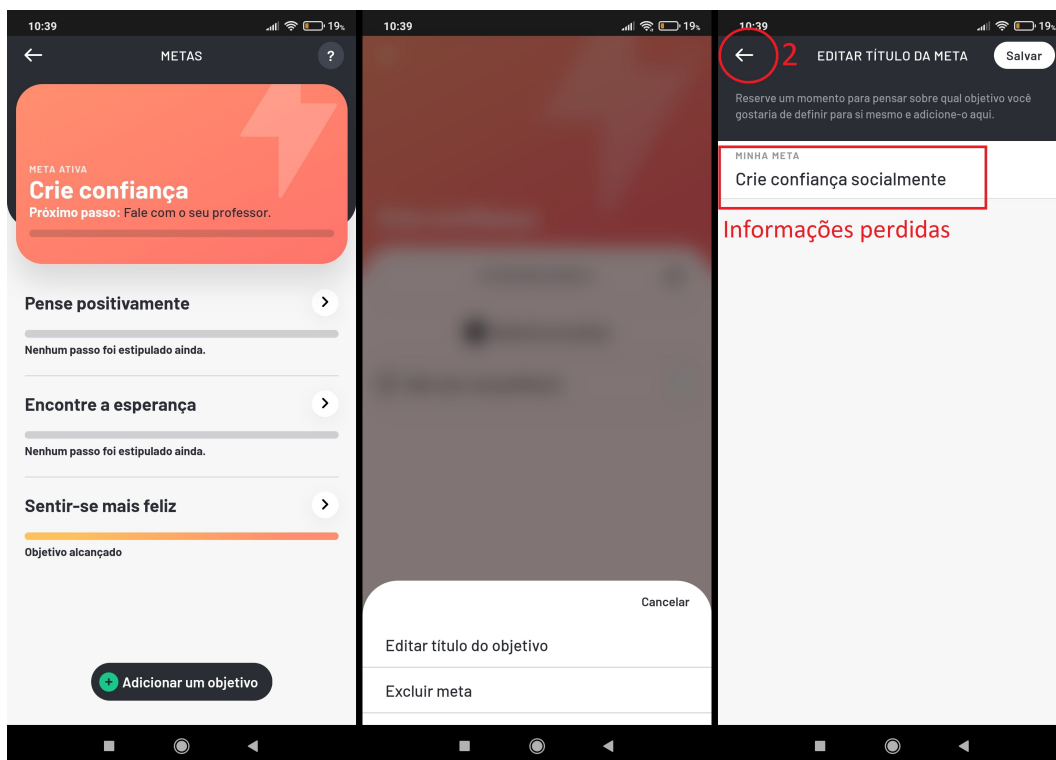 10:39
19%
METAS
?
META ATIVA
Crie confiança
Próximo passo: Fale com o seu professor.
Pense positivamente
Nenhum passo foi estipulado ainda.
Encontre a esperança
Nenhum passo foi estipulado ainda.
Sentir-se mais feliz
Objetivo alcançado
Adicionar um objetivo
10:39
19%
Cancelar
Editar título do objetivo
Excluir meta
10:39
19%
2
EDITAR TÍTULO DA META
Salvar
Reserve um momento para pensar sobre qual objetivo você
gostaria de definir para si mesmo e adicione-o aqui.
MINHA META
Crie confiança socialmente
Informações perdidas